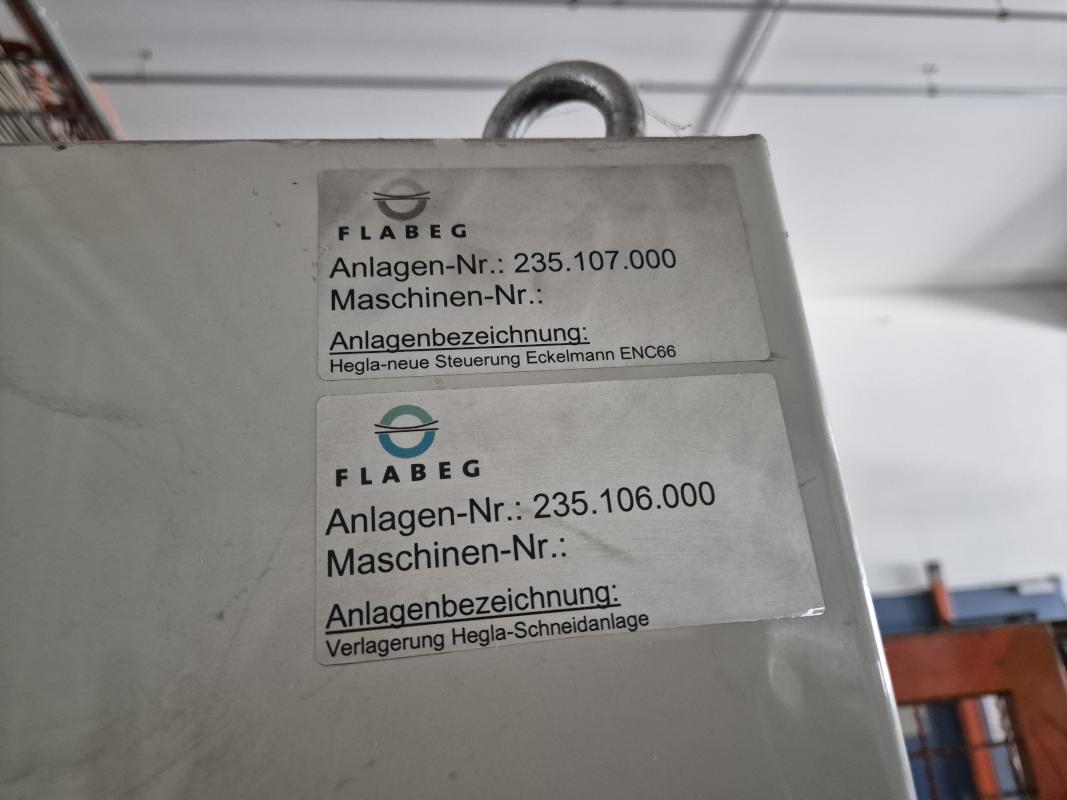 FLABEG
Anlagen-Nr.: 235.107.000
Maschinen-Nr.:
Anlagenbezeichnung:
Hegla-neue Steuerung Eckelmann ENC66
FLABEG
Anlagen-Nr.: 235.106.000
Maschinen-Nr.:
Anlagenbezeichnung:
Verlagerung Hegla-Schneidanlage